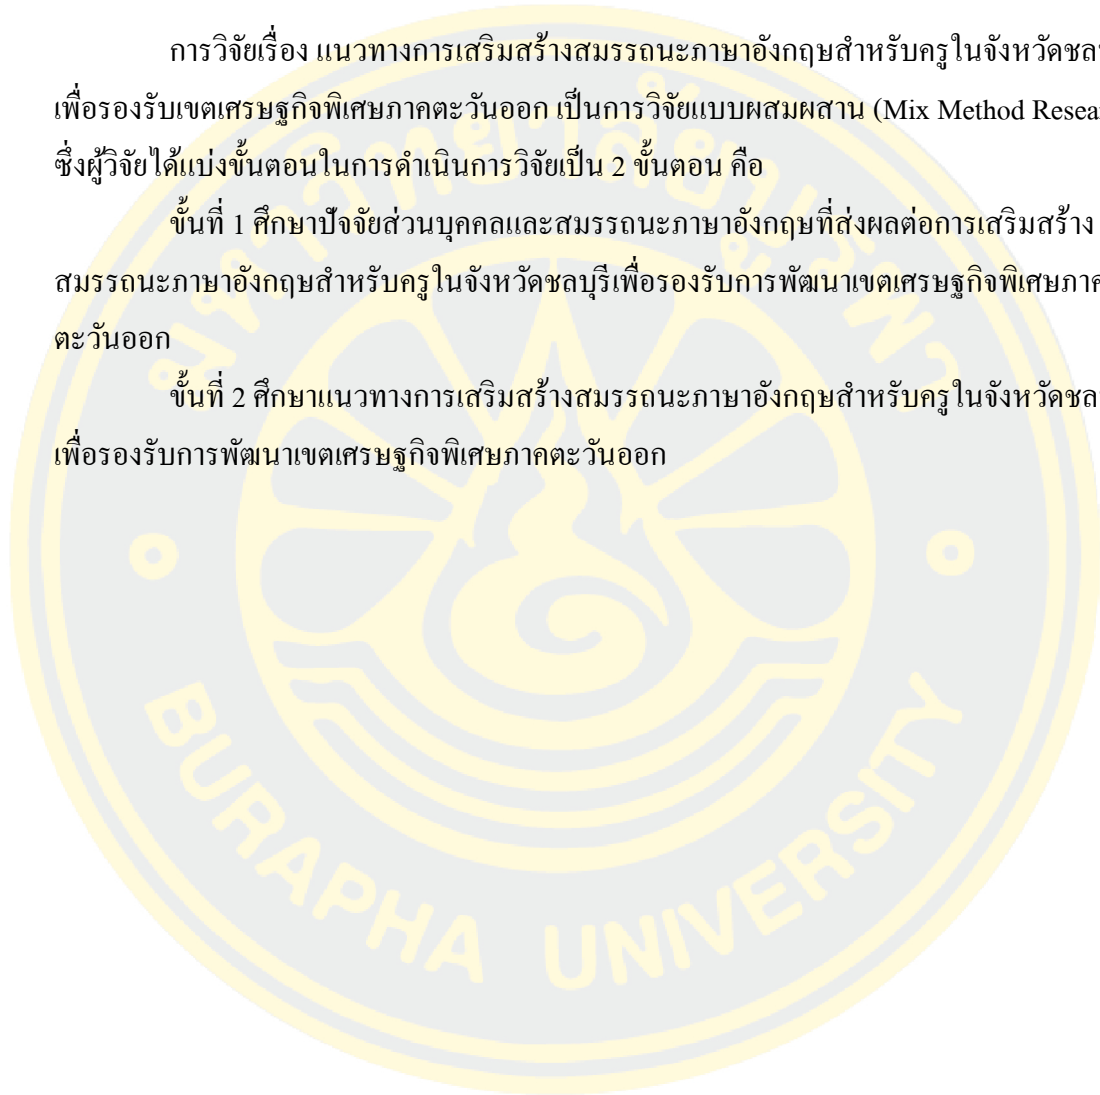 การวิจัยเรื่อง แนวทางการเสริมสร้างสมรรถนะภาษาอังกฤษสำหรับครูในจังหวัดชล
เพื่อรองรับเขตเศรษฐกิจพิเศษภาคตะวันออก เป็นการวิจัยแบบผสมผสาน (Mix Method Resea
ซึ่งผู้วิจัยได้แบ่งขั้นตอนในการดำเนินการวิจัยเป็น 2 ขั้นตอน คือ
ขั้นที่ 1 ศึกษาปัจจัยส่วนบุคคลและสมรรถนะภาษาอังกฤษที่ส่งผลต่อการเสริมสร้าง
สมรรถนะภาษาอังกฤษสำหรับครูในจังหวัดชลบุรีเพื่อรองรับการพัฒนาเขตเศรษฐกิจพิเศษภาค
ตะวันออก
ขั้นที่ 2 ศึกษาแนวทางการเสริมสร้างสมรรถนะภาษาอังกฤษสำหรับครูในจังหวัดชล
เพื่อรองรับการพัฒนาเขตเศรษฐกิจพิเศษภาคตะวันออก
มหาวิทยาลัยบูรพา
BURAPHA UNIVERSITY